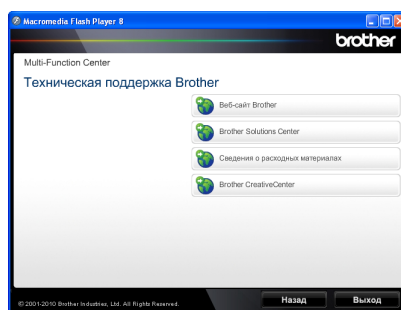 Macromedia Flash Player 8
brother
Multi-Function Center
Техническая поддержка Brother
Веб-сайт Brother
Brother Solutions Center
Сведения о расходных материалах
Brother CreativeCenter
© 2001-2010 Brother Industries, Ltd. All Rights Reserved.
Назад
Выход